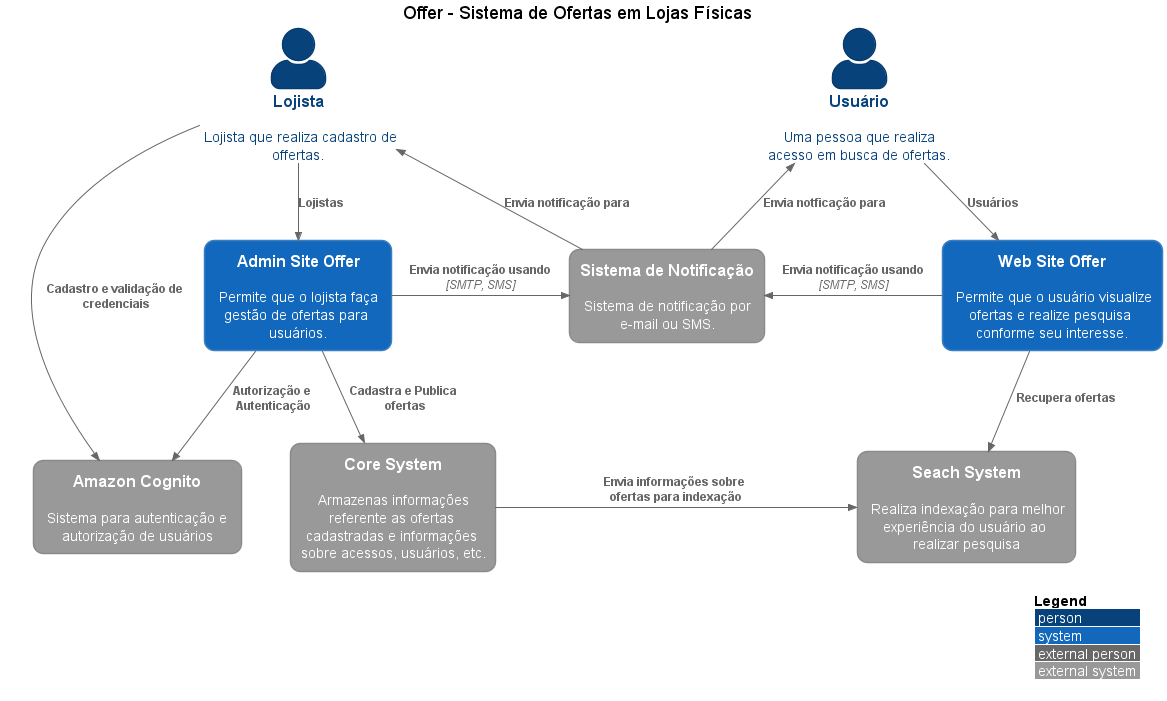 Offer - Sistema de Ofertas em Lojas Físicas
Lojista
Lojista que realiza cadastro de
offertas.
Usuário
Uma pessoa que realiza
acesso em busca de ofertas.
Lojistas
Envia notificação para
Envia notficação para
Usuários
Cadastro e validação de
credenciais
Admin Site Offer
Permite que o lojista faça
gestão de ofertas para
usuários.
Envia notificação usando
[SMTP, SMS]
Sistema de Notificação
Sistema de notificação por
e-mail ou SMS.
Envia notificação usando
[SMTP, SMS]
Web Site Offer
Permite que o usuário visualize
ofertas e realize pesquisa
conforme seu interesse.
Autorização e
Autenticação
Cadastra e Publica
ofertas
Recupera ofertas
Amazon Cognito
Sistema para autenticação e
autorização de usuários
Core System
Armazenas informações
referente as ofertas
cadastradas e informações
sobre acessos, usuários, etc.
Envia informações sobre
ofertas para indexação
Seach System
Realiza indexação para melhor
experiência do usuário ao
realizar pesquisa
Legend
person
system
external person
external system